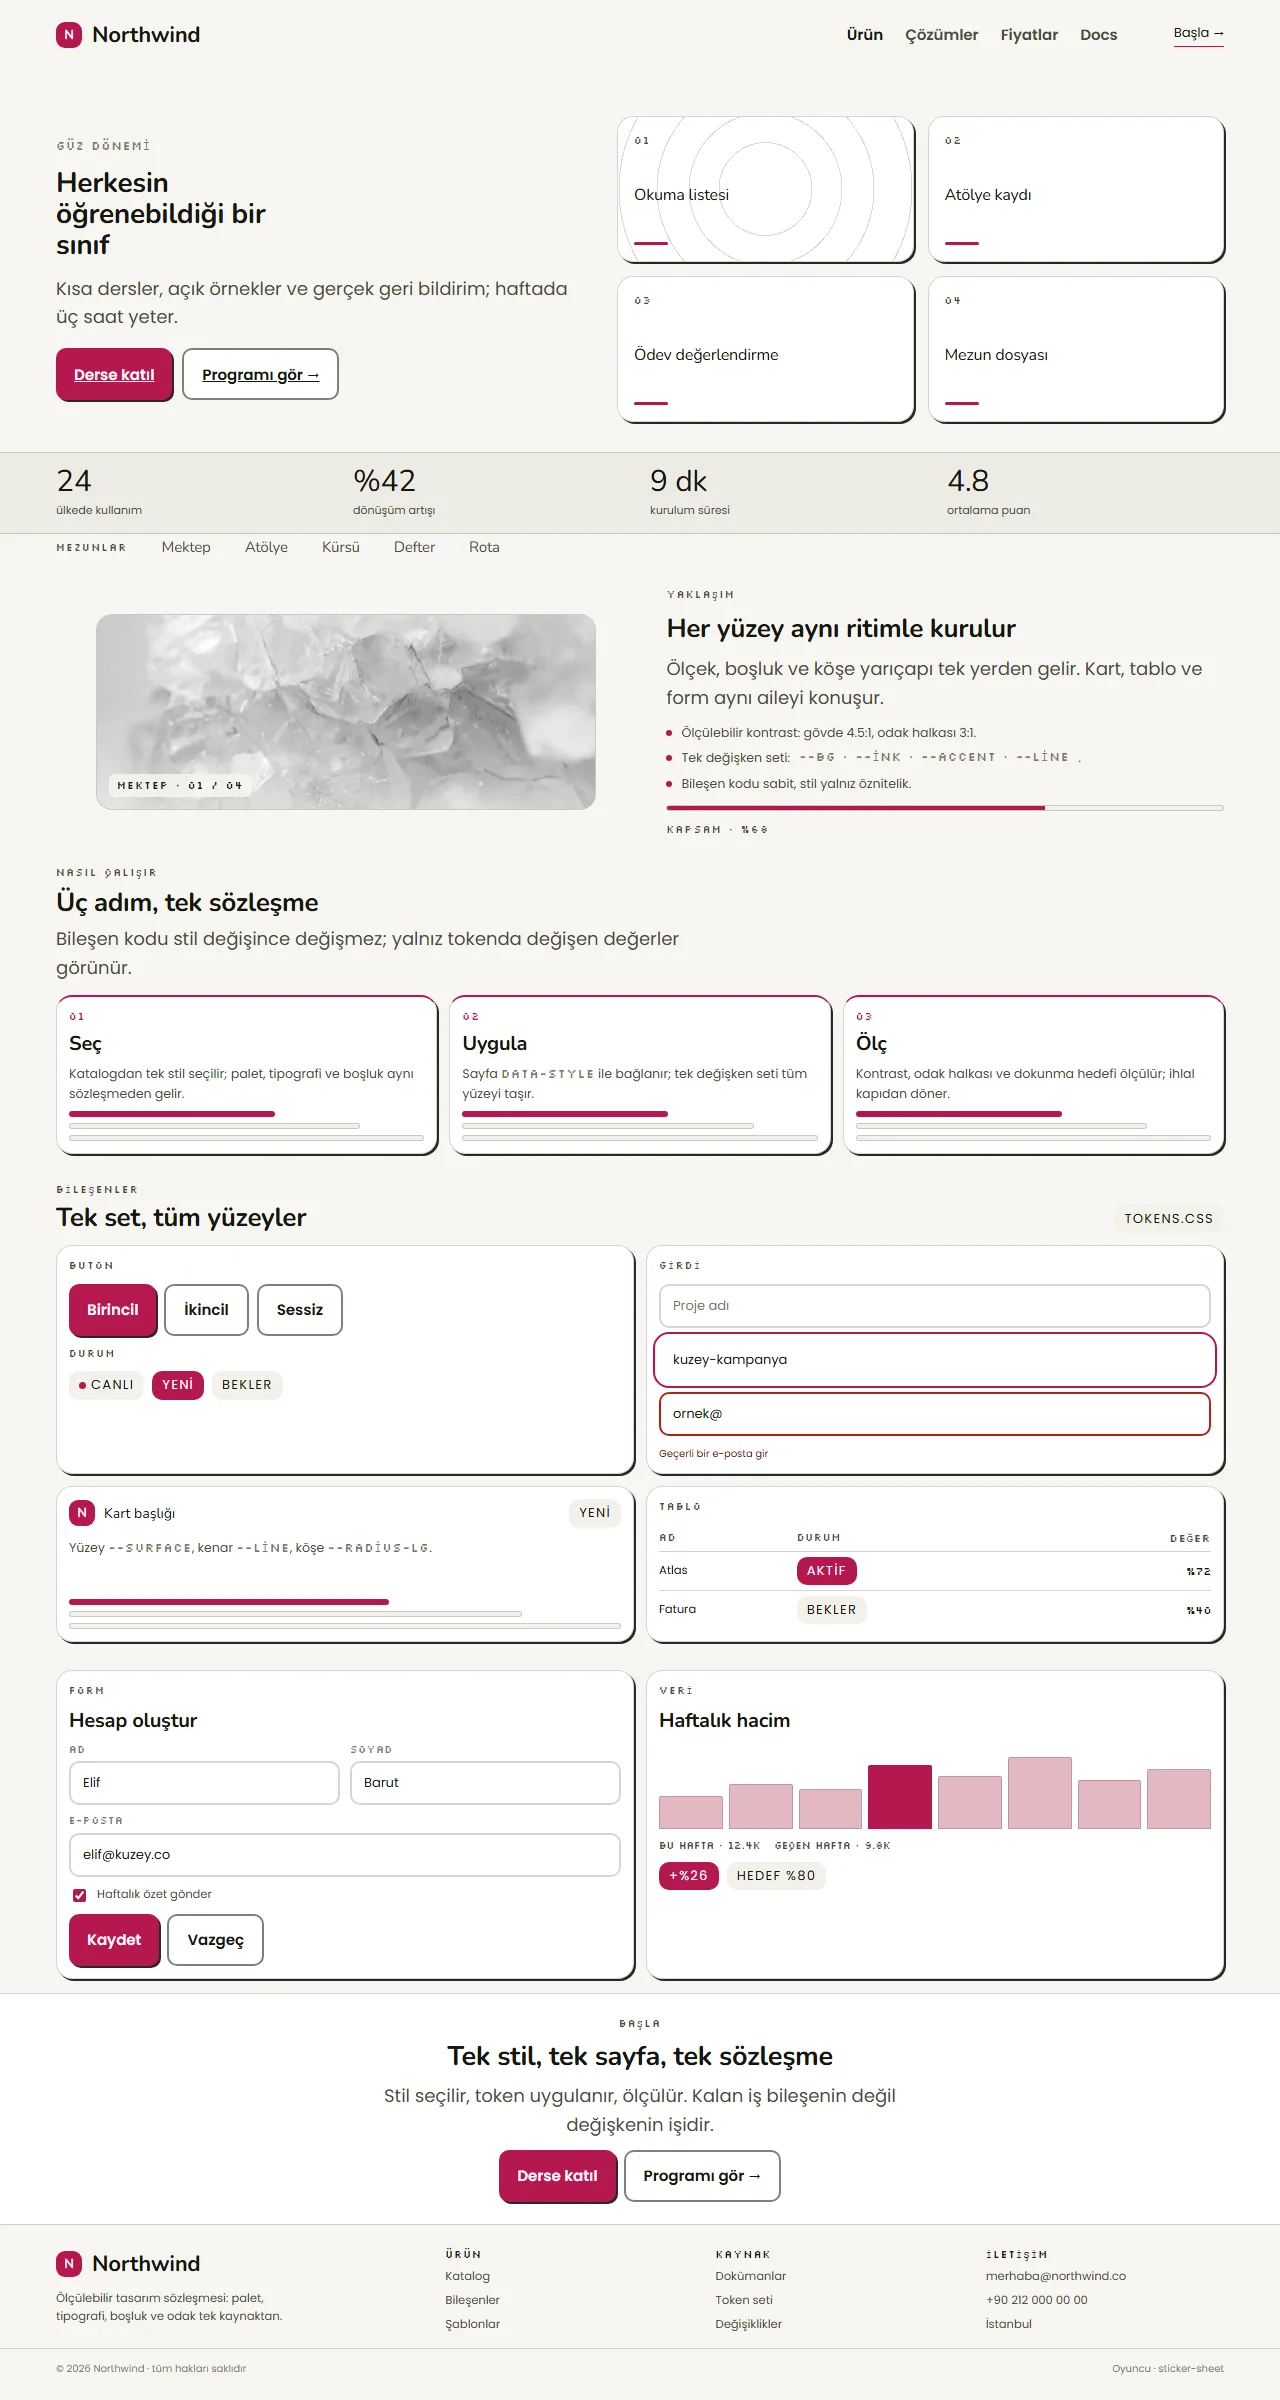 N Northwind
Ürün Çözümler Fiyatlar Docs Başla →
GÜZ DÖNEMİ
Herkesin
öğrenebildiği bir
sınıf
Kısa dersler, açık örnekler ve gerçek geri bildirim; haftada
üç saat yeter.
Derse katıl Programı gör →
01
Okuma listesi
02
Atölye kaydı
03
Ödev değerlendirme
04
Mezun dosyası
24
ülkede kullanım
%42
dönüşüm artışı
9 dk
kurulum süresi
4.8
ortalama puan
MEZUNLAR Mektep Atölye Kürsü Defter Rota
MEKTEP · 01 / 04
YAKLAŞIM
Her yüzey aynı ritimle kurulur
Ölçek, boşluk ve köşe yarıçapı tek yerden gelir. Kart, tablo ve
form aynı aileyi konuşur.
Ölçülebilir kontrast: gövde 4.5:1, odak halkası 3:1.
Tek değişken seti: --BG · --İNK · --ACCENT · --LİNE .
Bileşen kodu sabit, stil yalnız öznitelik.
KAPSAM · %68
NASIL ÇALIŞIR
Üç adım, tek sözleşme
Bileşen kodu stil değişince değişmez; yalnız tokenda değişen değerler
görünür.
01
Seç
Katalogdan tek stil seçilir; palet, tipografi ve boşluk aynı
sözleşmeden gelir.
02
Uygula
Sayfa DATA-STYLE ile bağlanır; tek değişken seti tüm
yüzeyi taşır.
03
Ölç
Kontrast, odak halkası ve dokunma hedefi ölçülür; ihlal
kapıdan döner.
BİLEŞENLER
Tek set, tüm yüzeyler
TOKENS.CSS
BUTON
Birincil İkincil Sessiz
DURUM
CANLI YENİ BEKLER
GİRDİ
Proje adı
kuzey-kampanya
ornek@
Geçerli bir e-posta gir
N Kart başlığı YENİ
Yüzey --SURFACE, kenar --LİNE, köşe --RADİUS-LG.
TABLO
AD DURUM DEĞER
Atlas AKTİF %72
Fatura BEKLER %40
FORM
Hesap oluştur
AD SOYAD
Elif Barut
E-POSTA
elif@kuzey.co
Haftalık özet gönder
Kaydet Vazgeç
VERİ
Haftalık hacim
BU HAFTA · 12.4K GEÇEN HAFTA · 9.8K
+%26 HEDEF %80
BAŞLA
Tek stil, tek sayfa, tek sözleşme
Stil seçilir, token uygulanır, ölçülür. Kalan iş bileşenin değil
değişkenin işidir.
Derse katıl Programı gör →
N Northwind
Ölçülebilir tasarım sözleşmesi: palet,
tipografi, boşluk ve odak tek kaynaktan.
ÜRÜN
Katalog
Bileşenler
Şablonlar
KAYNAK
Dokümanlar
Token seti
Değişiklikler
İLETİŞİM
merhaba@northwind.co
+90 212 000 00 00
İstanbul
© 2026 Northwind · tüm hakları saklıdır
Oyuncu · sticker-sheet